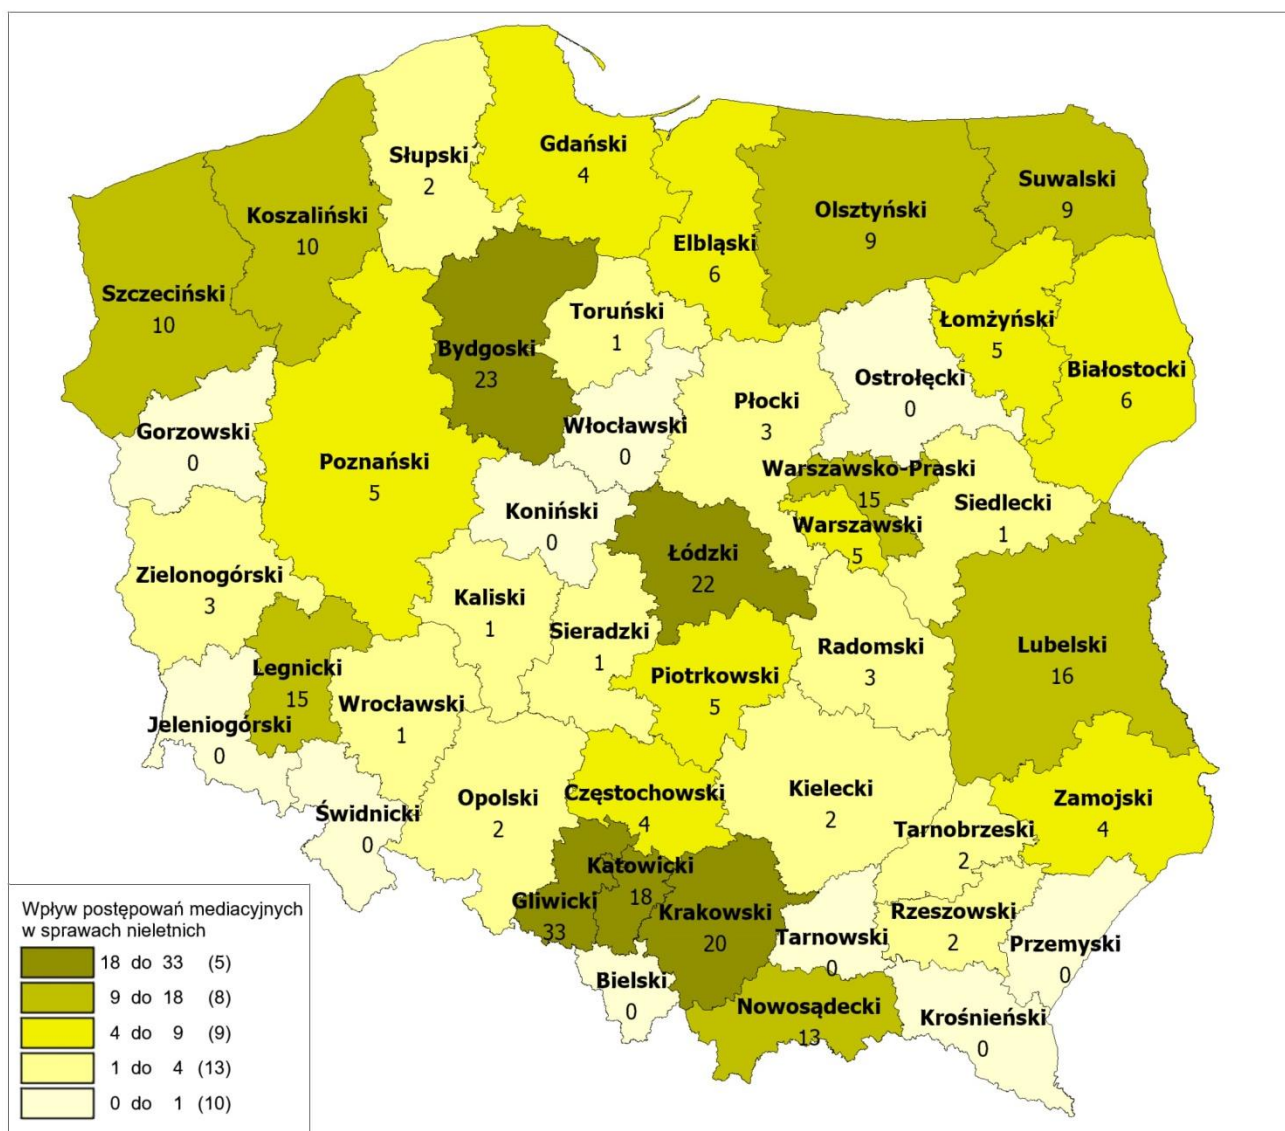 Słupski
2
Gdański
4
Koszaliński
10
Szczeciński
10
Elbląski
6
Olsztyński
9
Suwalski
9
Bydgoski
23
Toruński
1
Łomżyński
5
Białostocki
6
Ostrołęcki
0
Płocki
3
Włocławski
0
Gorzowski
0
Poznański
5
Warszawsko-Praski
15
Warszawski
5
Siedlecki
1
Koniński
0
Łódzki
22
Zielonogórski
3
Kaliski
1
Sieradzki
1
Radomski
3
Lubelski
16
Legnicki
15
Piotrkowski
5
Wrocławski
1
Jeleniogórski
0
Świdnicki
0
Opolski
2
Częstochowski
4
Kielecki
2
Zamojski
4
Tarnobrzeski
2
Katowicki
18
Gliwicki
33
Krakowski
20
Tarnowski
0
Rzeszowski
2
Przemyski
0
Bielski
0
Nowosądecki
13
Krośnieński
0
Wpływ postępowań mediacyjnych
w sprawach nieletnich
18 do 33 (5)
9 do 18 (8)
4 do 9 (9)
1 do 4 (13)
0 do 1 (10)